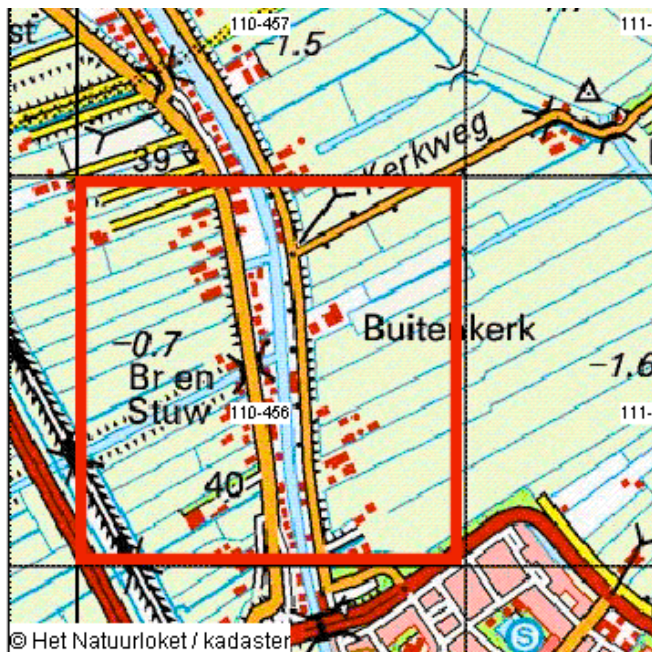 110-457
111-
st
-1.5
39
Kerkweg
-0.7
Buitenkerk
Br en
Stuw
110-456
-1.6
111-
40
S
© Het Natuurloket / kadaster